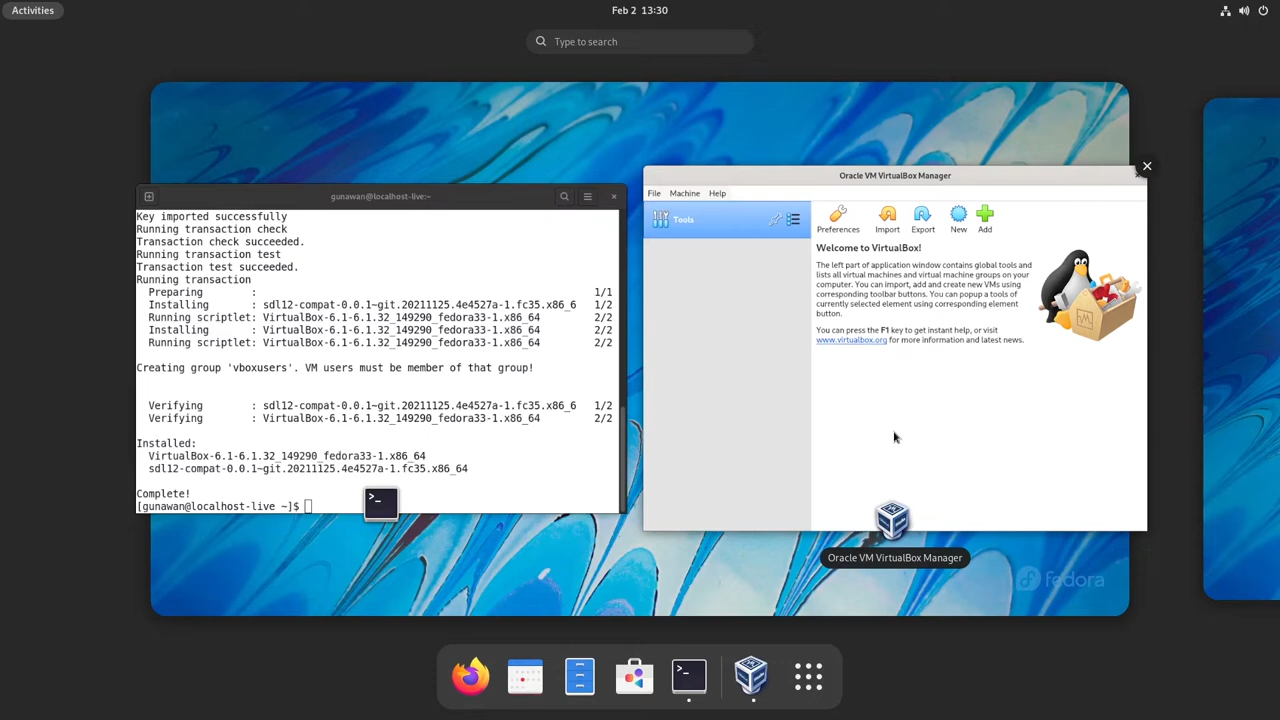 Activities
Feb 2 13:30
Type to search
gunawan@localhost-live:~
Key imported successfully
Running transaction check
Transaction check succeeded.
Running transaction test
Transaction test succeeded.
Running transaction
Preparing : 1/1
Installing : sdl12-compat-0.0.1~git.20211125.4e4527a-1.fc35.x86_6 1/2
Running scriptlet: VirtualBox-6.1-6.1.32_149290_fedora33-1.x86_64 2/2
Installing : VirtualBox-6.1-6.1.32_149290_fedora33-1.x86_64 2/2
Running scriptlet: VirtualBox-6.1-6.1.32_149290_fedora33-1.x86_64 2/2
Creating group 'vboxusers'. VM users must be member of that group!
Verifying : sdl12-compat-0.0.1~git.20211125.4e4527a-1.fc35.x86_6 1/2
Verifying : VirtualBox-6.1-6.1.32_149290_fedora33-1.x86_64 2/2
Installed:
VirtualBox-6.1-6.1.32_149290_fedora33-1.x86_64
sdl12-compat-0.0.1~git.20211125.4e4527a-1.fc35.x86_64
Complete!
[gunawan@localhost-live ~]$
Oracle VM VirtualBox Manager
File Machine Help
Tools
Preferences Import Export New Add
Welcome to VirtualBox!
The left part of application window contains global tools and
lists all virtual machines and virtual machine groups on your
computer. You can import, add and create new VMs using
corresponding toolbar buttons. You can popup a tools of
currently selected element using corresponding element
button.
You can press the F1 key to get instant help, or visit
www.virtualbox.org for more information and latest news.
Oracle VM VirtualBox Manager
fedora